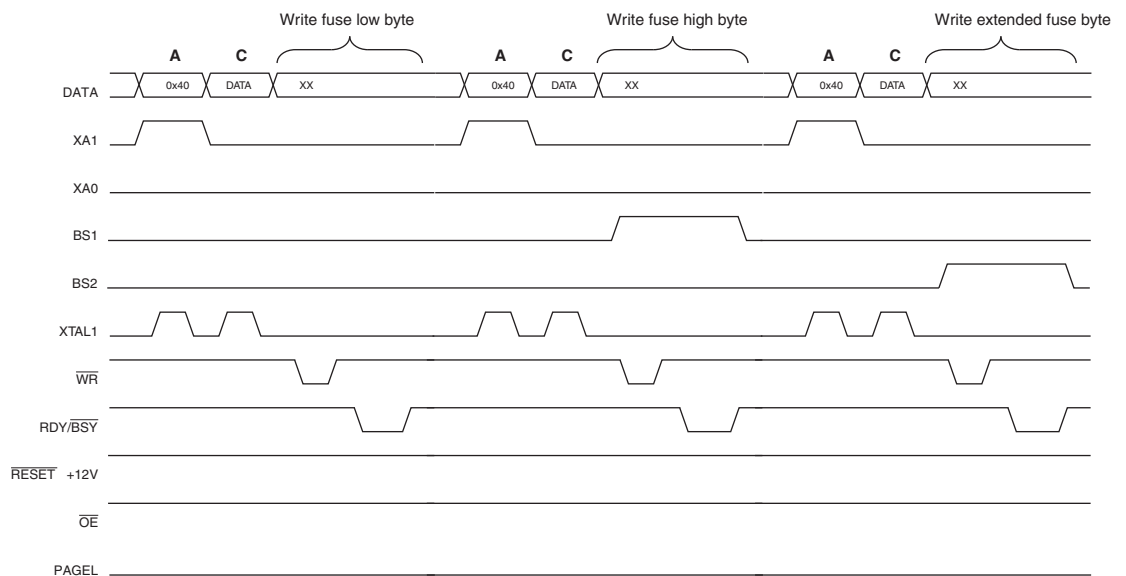 Write fuse low byte Write fuse high byte Write extended fuse byte
A C A C A C
DATA 0x40 DATA XX 0x40 DATA XX 0x40 DATA XX
XA1
XA0
BS1
BS2
XTAL1
WR
RDY/BSY
RESET +12V
OE
PAGEL